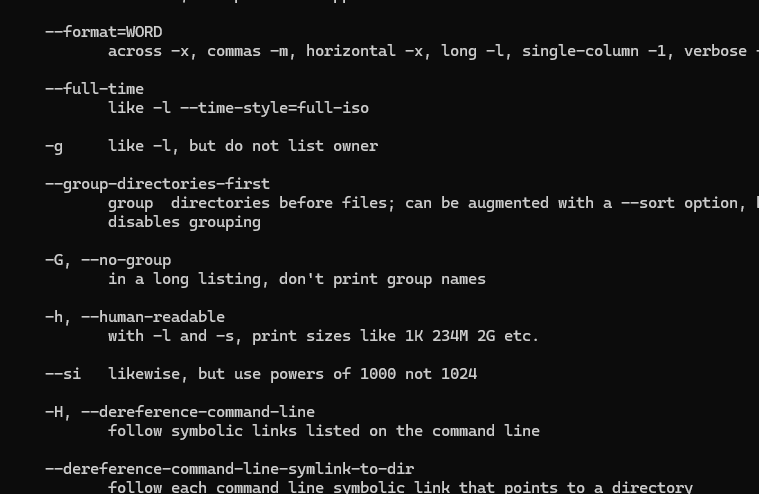 --format=WORD
across -x, commas -m, horizontal -x, long -l, single-column -1, verbose -
--full-time
like -l --time-style=full-iso
-g     like -l, but do not list owner
--group-directories-first
group  directories before files; can be augmented with a --sort option,
disables grouping
-G, --no-group
in a long listing, don't print group names
-h, --human-readable
with -l and -s, print sizes like 1K 234M 2G etc.
--si   likewise, but use powers of 1000 not 1024
-H, --dereference-command-line
follow symbolic links listed on the command line
--dereference-command-line-symlink-to-dir
follow each command line symbolic link that points to a directory